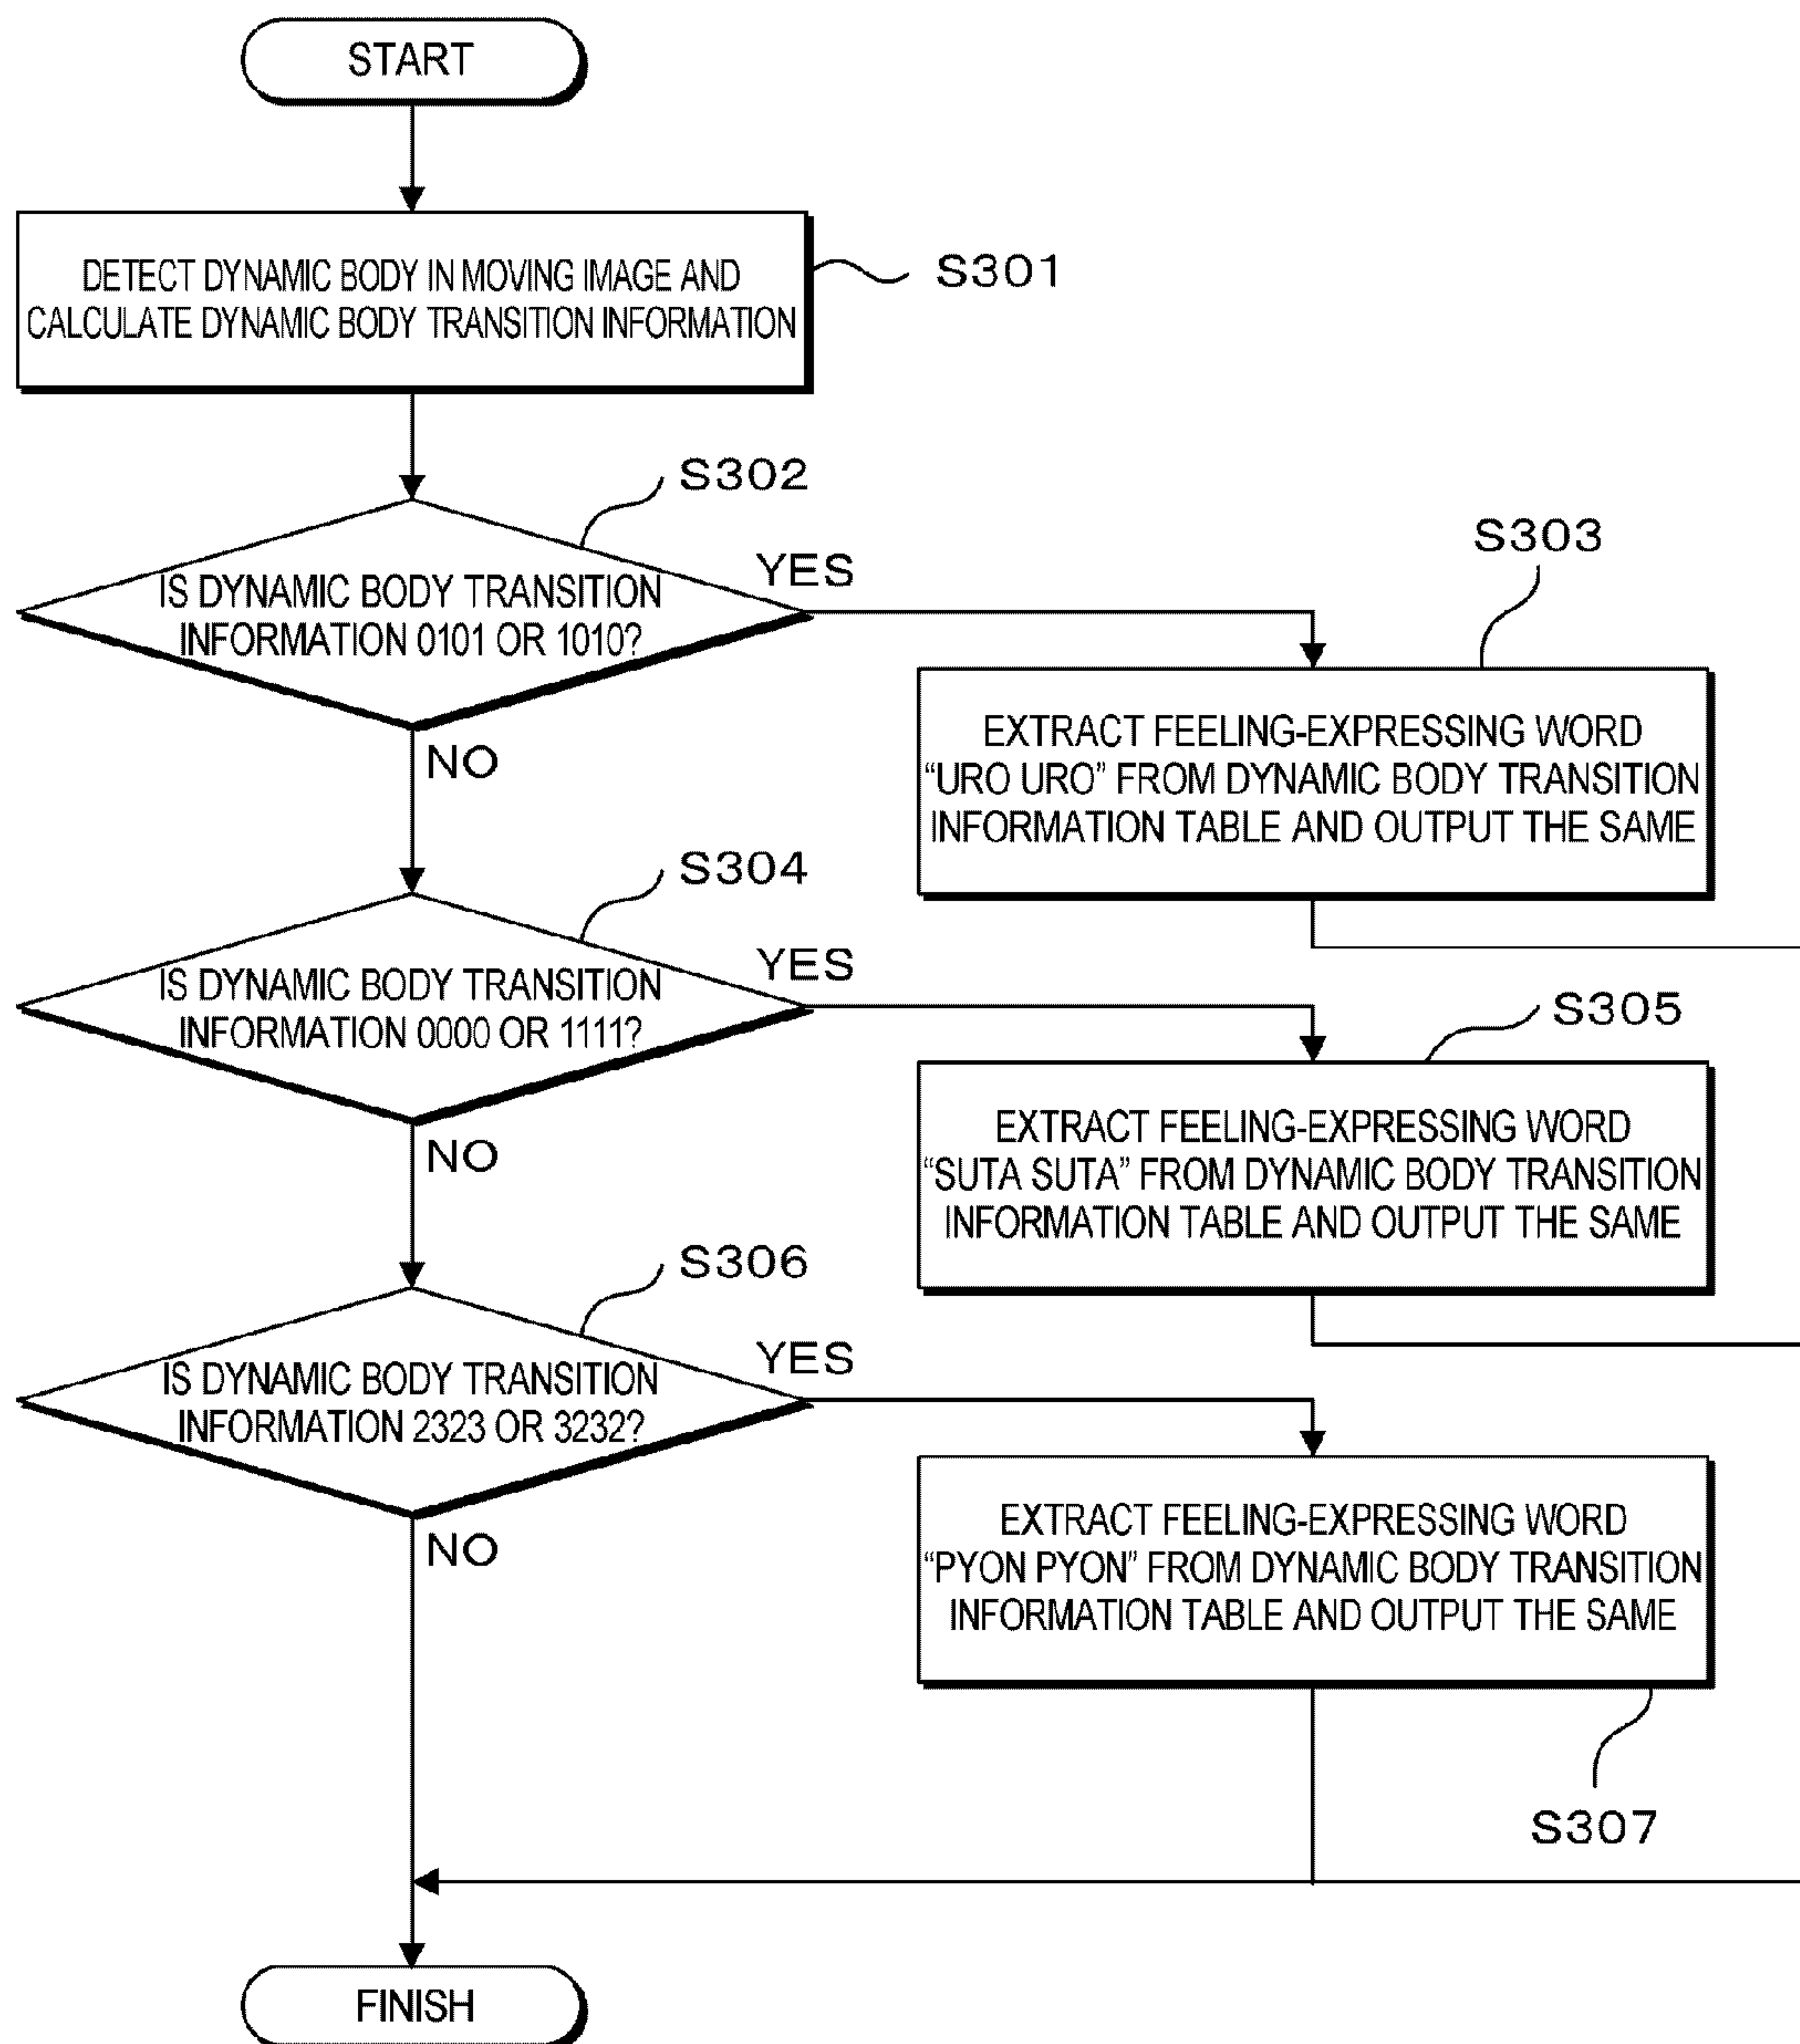 START
DETECT DYNAMIC BODY IN MOVING IMAGE AND
CALCULATE DYNAMIC BODY TRANSITION INFORMATION
S301
S302
IS DYNAMIC BODY TRANSITION
INFORMATION 0101 OR 1010?
YES
NO
S303
EXTRACT FEELING-EXPRESSING WORD
“URO URO” FROM DYNAMIC BODY TRANSITION
INFORMATION TABLE AND OUTPUT THE SAME
S304
IS DYNAMIC BODY TRANSITION
INFORMATION 0000 OR 1111?
YES
NO
S305
EXTRACT FEELING-EXPRESSING WORD
“SUTA SUTA” FROM DYNAMIC BODY TRANSITION
INFORMATION TABLE AND OUTPUT THE SAME
S306
IS DYNAMIC BODY TRANSITION
INFORMATION 2323 OR 3232?
YES
NO
EXTRACT FEELING-EXPRESSING WORD
“PYON PYON” FROM DYNAMIC BODY TRANSITION
INFORMATION TABLE AND OUTPUT THE SAME
S307
FINISH